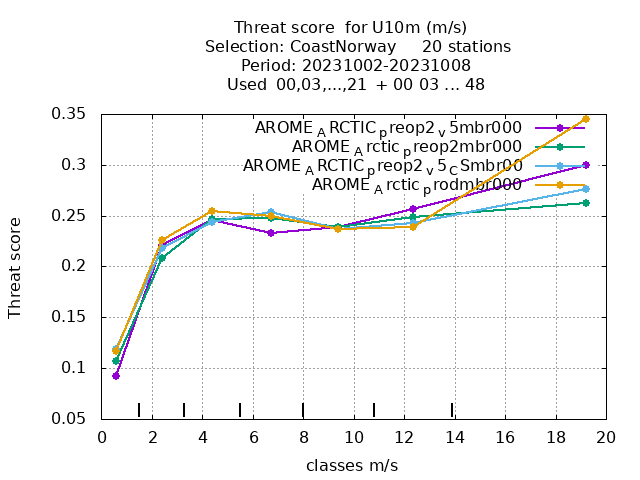 Threat score for U10m (m/s)
Selection: CoastNorway 20 stations
Period: 20231002-20231008
Used 00,03,...,21 + 00 03 ... 48
0.35
0.3
0.25
0.2
0.15
0.1
0.05
Threat score
AROME_ARCTIC_preop2_v5mbr000
AROME_Arctic_preop2mbr000
AROME_ARCTIC_preop2_v5_CSmbr00
AROME_Arctic_prodmbr000
0 2 4 6 8 10 12 14 16 18 20
classes m/s